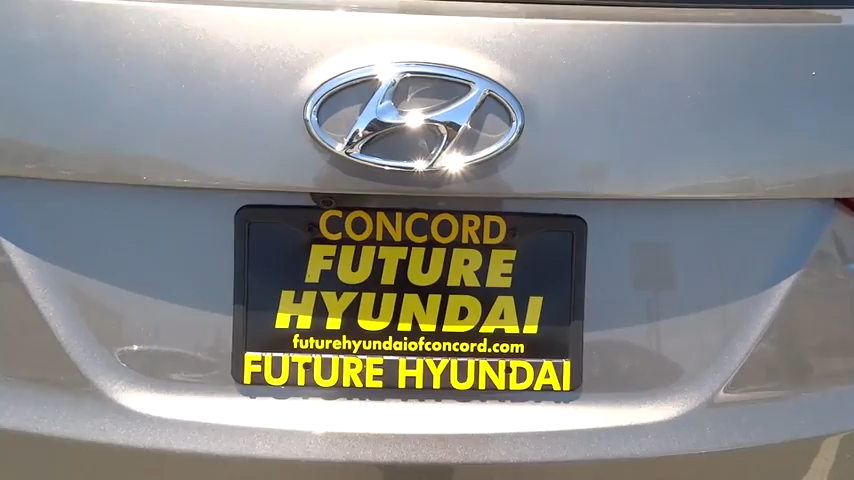 CONCORD
FUTURE
HYUNDAI
futurehyundaiofconcord.com
FUTURE HYUNDAI